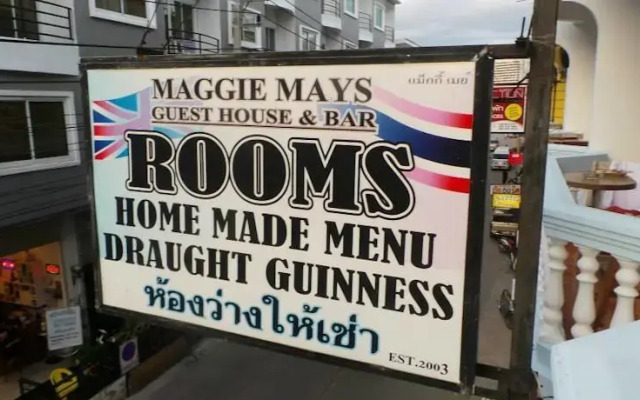 MAGGIE MAYS
แม็กกี้ เมย์
GUEST HOUSE & BAR
ROOMS
HOME MADE MENU
DRAUGHT GUINNESS
ห้องว่างให้เช่า
EST.2003